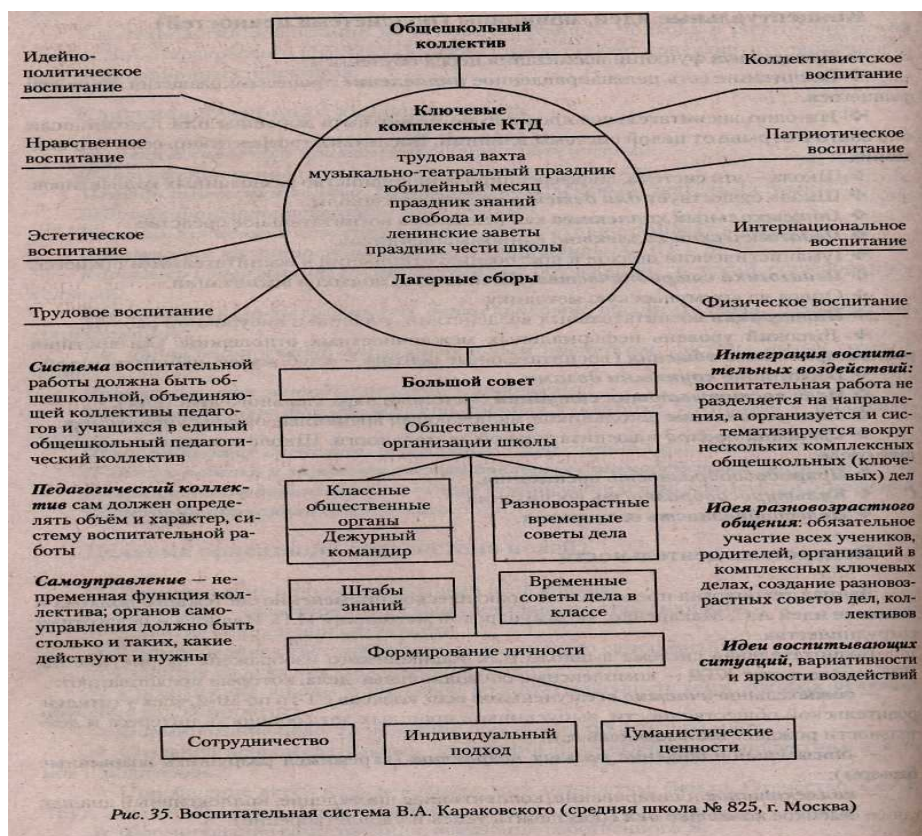 Общешкольный
коллектив
Идейно-
политическое
воспитание
Нравственное
воспитание
Эстетическое
воспитание
Трудовое воспитание
Ключевые
комплексные КТД
трудовая вахта
музыкально-театральный праздник
юбилейный месяц
праздник знаний
свобода и мир
ленинские заветы
праздник чести школы
Лагерные сборы
Коллективистское
воспитание
Патриотическое
воспитание
Интернациональное
воспитание
Физическое воспитание
Система воспитательной
работы должна быть об-
щешкольной, объединяю-
щей коллективы педаго-
гов и учащихся в единый
общешкольный педагоги-
ческий коллектив
Педагогический коллек-
тив сам должен опреде-
лять объём и характер, си-
стему воспитательной ра-
боты
Самоуправление — не-
пременная функция кол-
лектива; органов само-
управления должно быть
столько и таких, какие
действуют и нужны
Большой совет
Общественные
организации школы
Классные
общественные
органы
Дежурный
командир
Разновозрастные
временные
советы дела
Штабы
знаний
Временные
советы дела в
классе
Формирование личности
Сотрудничество
Индивидуальный
подход
Гуманистические
ценности
Интеграция воспита-
тельных воздействий:
воспитательная работа не
разделяется на направле-
ния, а организуется и сис-
тематизируется вокруг
нескольких комплексных
общешкольных (ключе-
вых) дел
Идея разновозрастного
общения: обязательное
участие всех учеников,
родителей, организаций в
комплексных ключевых
делах, создание разновоз-
растных советов дел, кол-
лективов
Идеи воспитывающих
ситуаций, вариативности
и яркости воздействий
Рис. 35. Воспитательная система В.А. Караковского (средняя школа № 825, г. Москва)